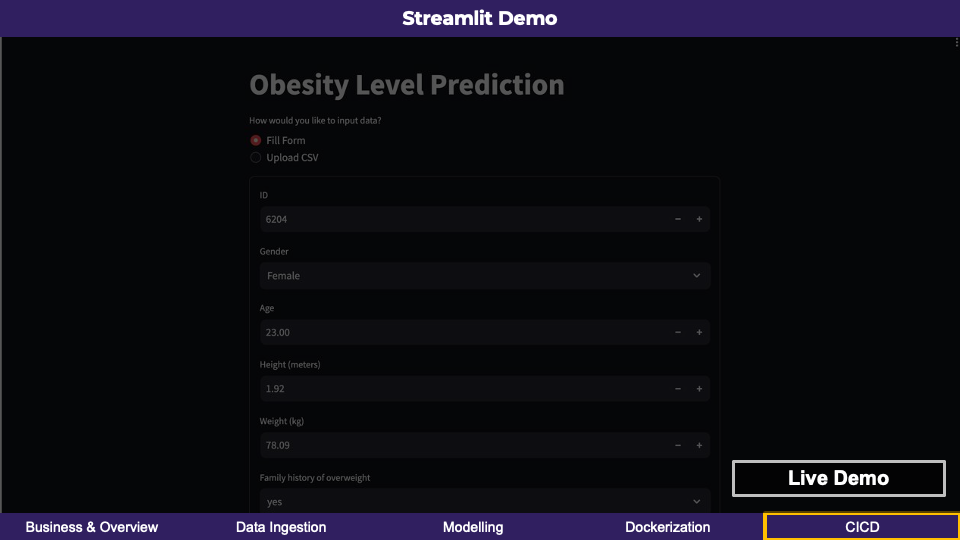 Streamlit Demo
Obesity Level Prediction
How would you like to input data?
Fill Form
Upload CSV
ID
6204
Gender
Female
Age
23.00
Height (meters)
1.92
Weight (kg)
78.09
Family history of overweight
yes
Live Demo
Business & Overview Data Ingestion Modelling Dockerization CICD